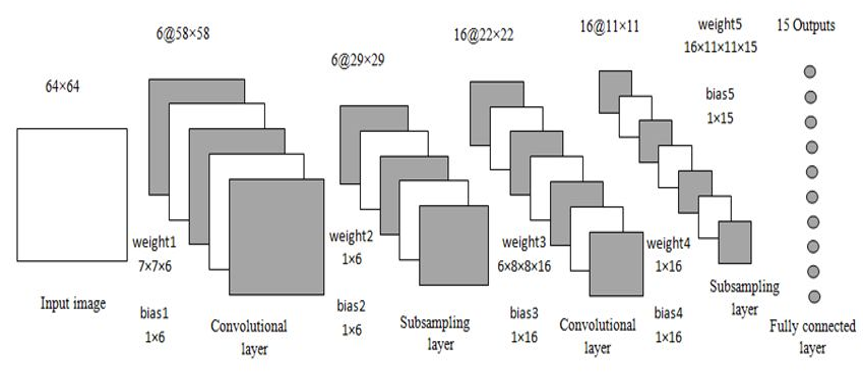 64×64
6@58×58
6@29×29
16@22×22
16@11×11
weight5
16×11×11×15
15 Outputs
bias5
1×15
weight1
7×7×6
weight2
1×6
weight3
6×8×8×16
weight4
1×16
Input image
bias1
1×6
Convolutional
layer
bias2
1×6
Subsampling
layer
bias3
1×16
Convolutional
layer
bias4
1×16
Subsampling
layer
Fully connected
layer